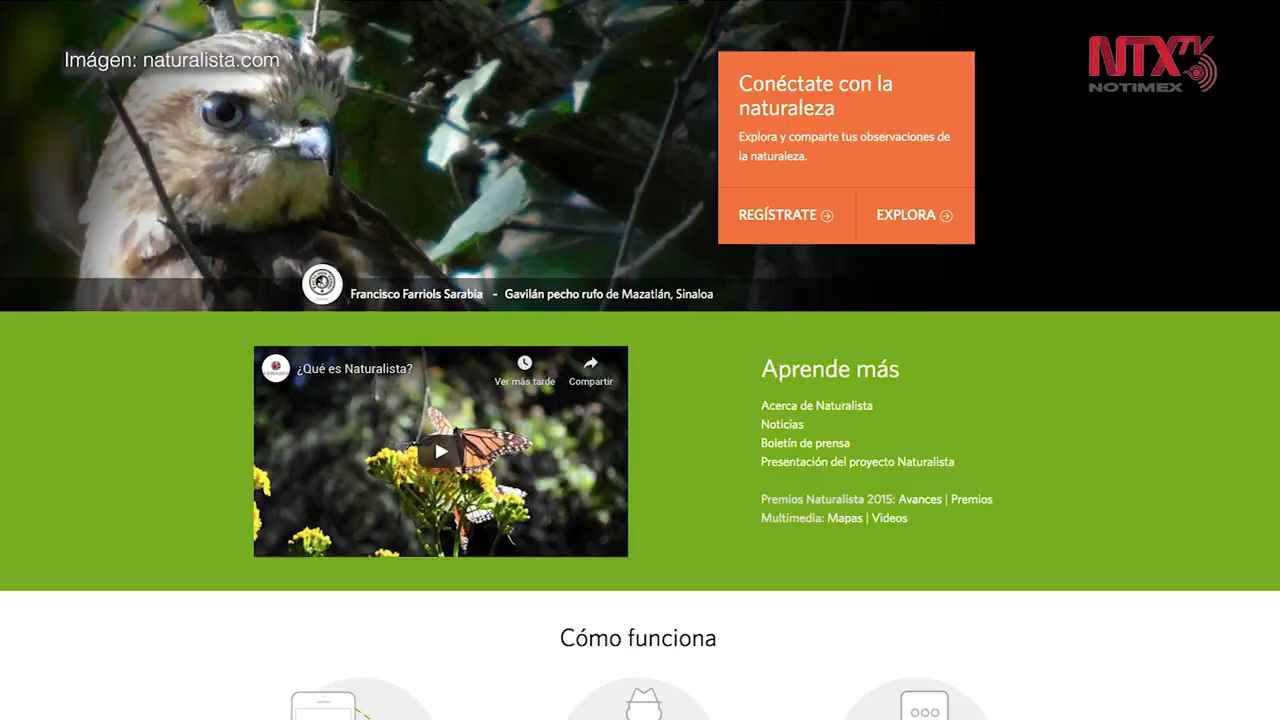 Imágen: naturalista.com
NTXTV
NOTIMEX
Conéctate con la
naturaleza
Explora y comparte tus observaciones de
la naturaleza.
REGÍSTRATE
EXPLORA
Francisco Farriols Sarabia - Gavilán pecho rufo de Mazatlán, Sinaloa
¿Qué es Naturalista?
Ver más tarde
Compartir
Aprende más
Acerca de Naturalista
Noticias
Boletín de prensa
Presentación del proyecto Naturalista
Premios Naturalista 2015: Avances | Premios
Multimedia: Mapas | Videos
Cómo funciona